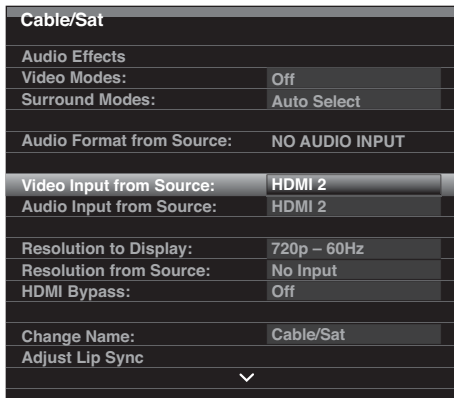 Cable/Sat
Audio Effects
Video Modes: Off
Surround Modes: Auto Select
Audio Format from Source: NO AUDIO INPUT
Video Input from Source: HDMI 2
Audio Input from Source: HDMI 2
Resolution to Display: 720p – 60Hz
Resolution from Source: No Input
HDMI Bypass: Off
Change Name: Cable/Sat
Adjust Lip Sync